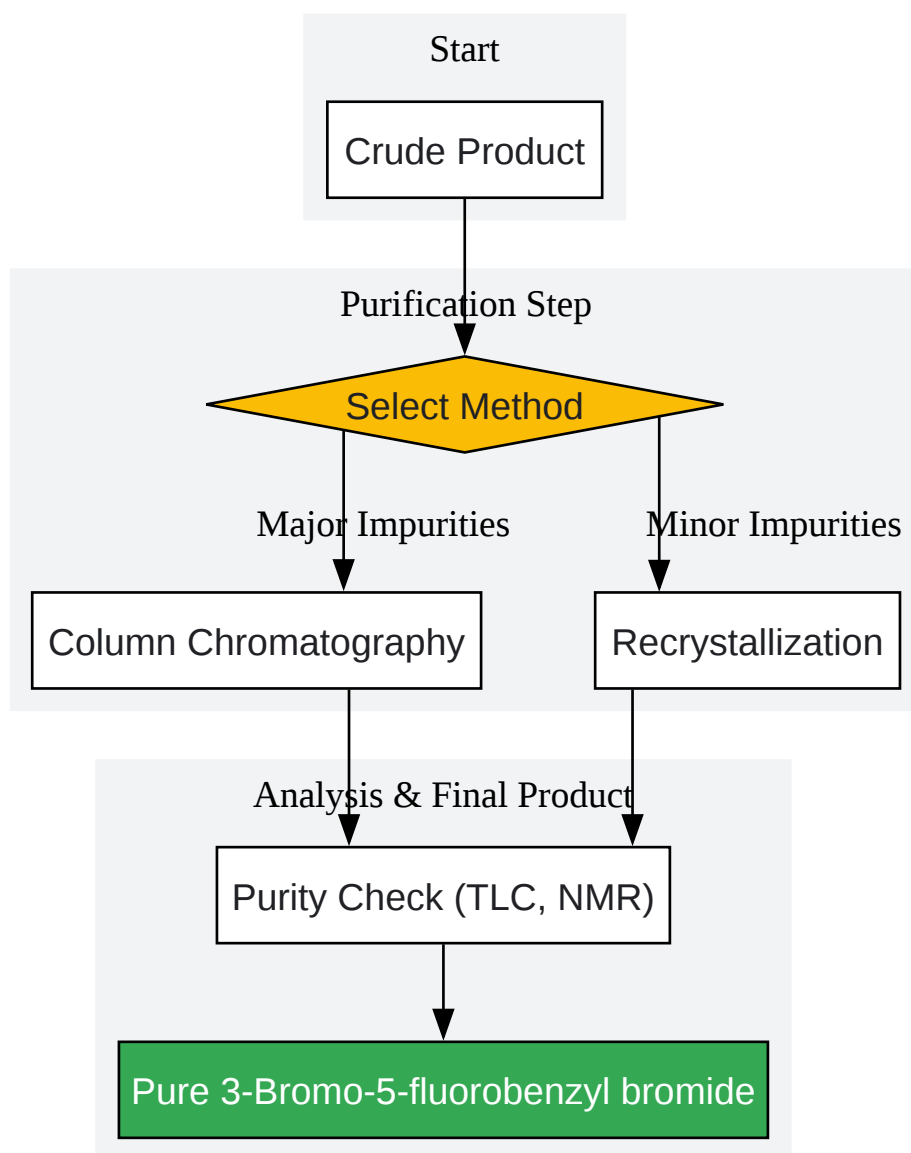 Start
Crude Product
Purification Step
Select Method
Major Impurities
Minor Impurities
Column Chromatography
Recrystallization
Analysis & Final Product
Purity Check (TLC, NMR)
Pure 3-Bromo-5-fluorobenzyl bromide